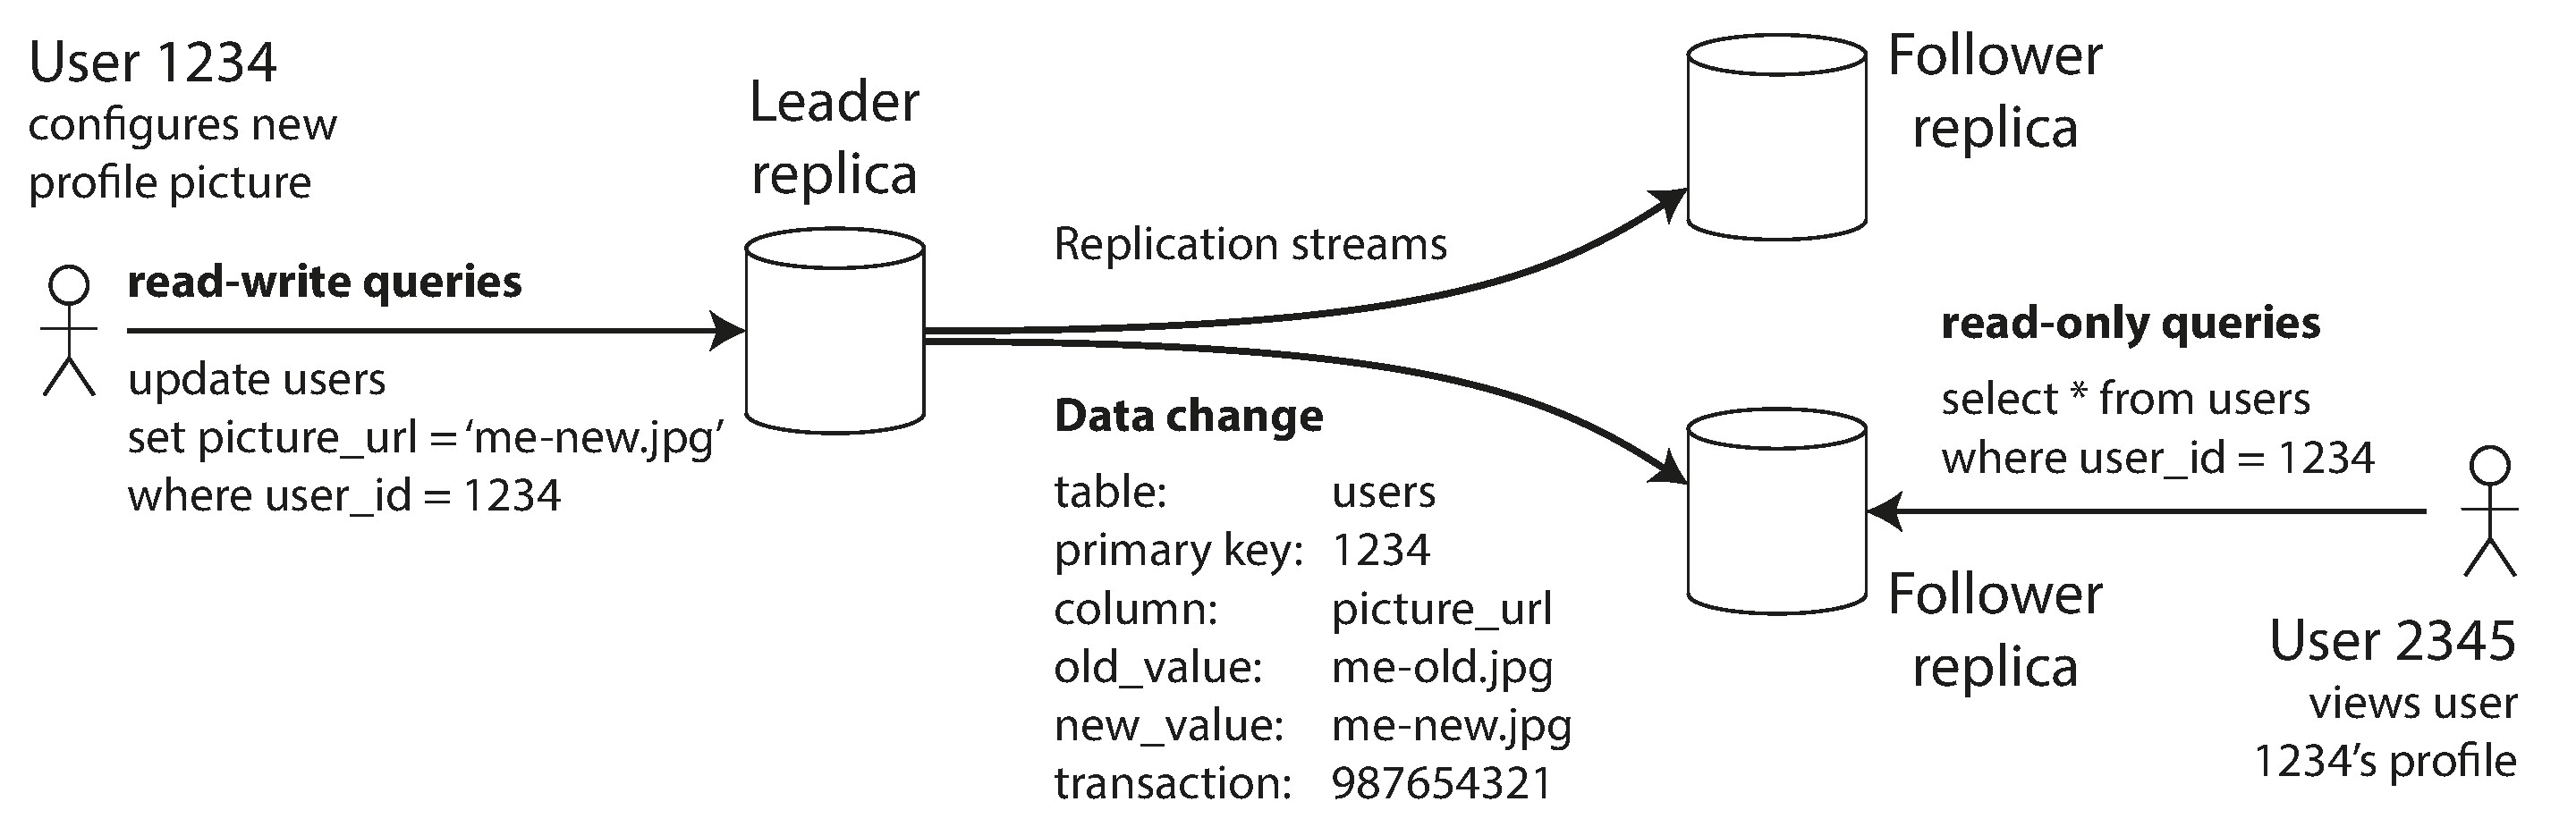 User 1234
configures new
profile picture
read-write queries
update users
set picture_url = ‘me-new.jpg’
where user_id = 1234
Leader
replica
Replication streams
Data change
table: users
primary key: 1234
column: picture_url
old_value: me-old.jpg
new_value: me-new.jpg
transaction: 987654321
Follower
replica
read-only queries
select * from users
where user_id = 1234
Follower
replica
User 2345
views user
1234’s profile